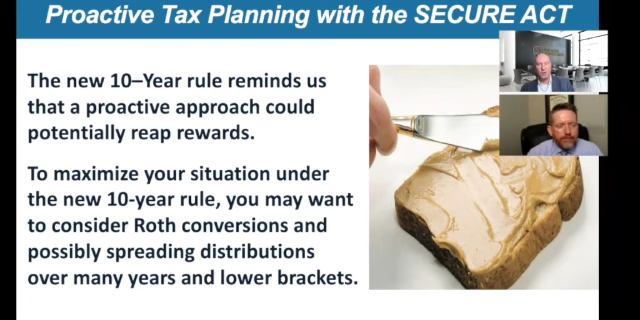 Proactive Tax Planning with the SECURE ACT
The new 10–Year rule reminds us
that a proactive approach could
potentially reap rewards.
To maximize your situation under
the new 10-year rule, you may want
to consider Roth conversions and
possibly spreading distributions
over many years and lower brackets.